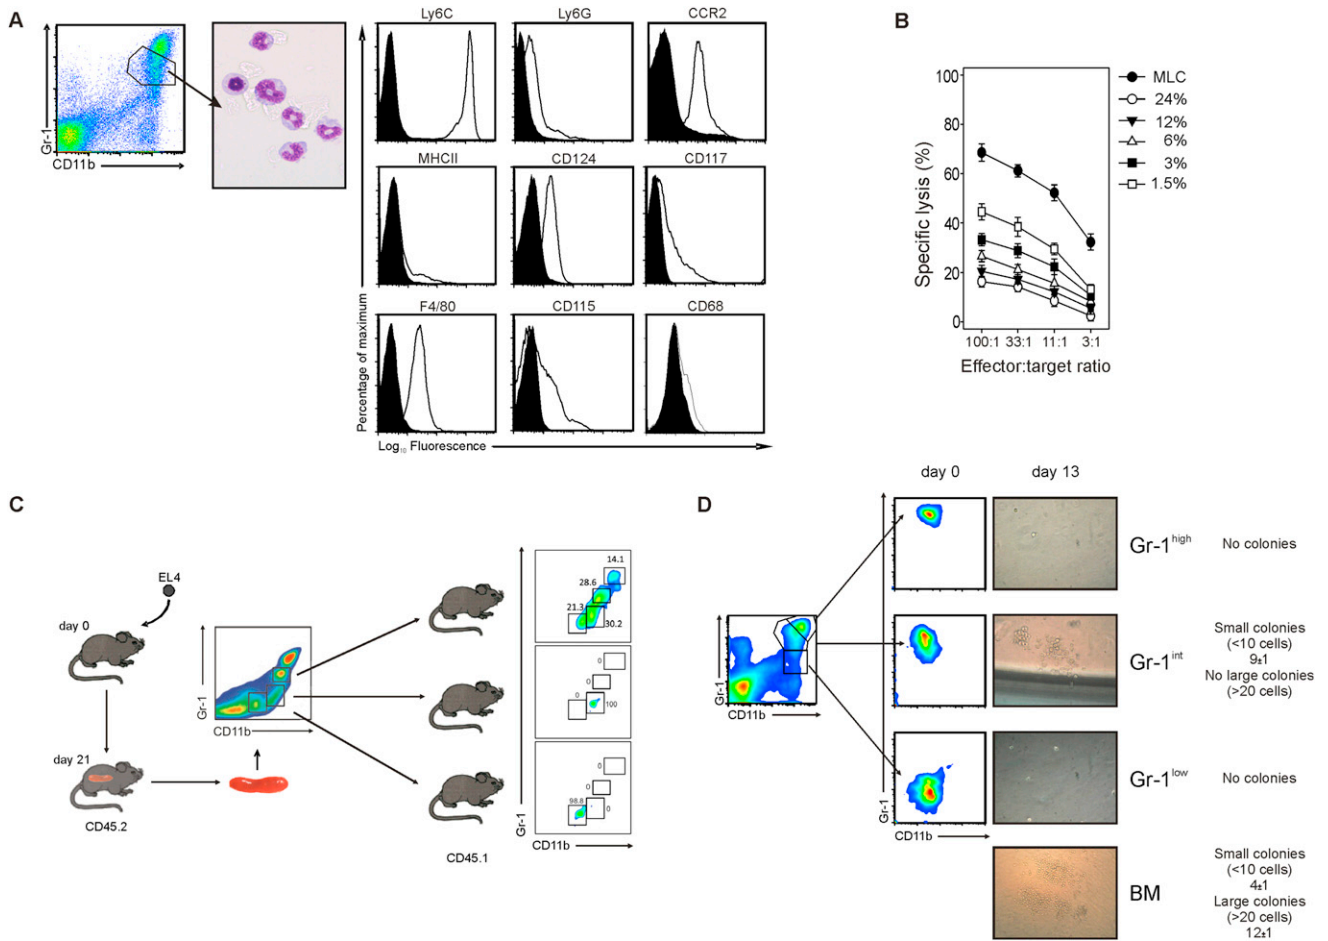 A
Gr-1
CD11b
Ly6C
Ly6G
CCR2
MHCII
CD124
CD117
F4/80
CD115
CD68
Percentage of maximum
Log₁₀ Fluorescence
B
100
80
60
40
20
0
Specific lysis (%)
100:1
33:1
11:1
3:1
Effector:target ratio
MLC
24%
12%
6%
3%
1.5%
C
EL4
day 0
day 21
CD45.2
Gr-1
CD11b
CD45.1
14.1
28.6
21.3
30.2
0
0
0
100
0
0
98.8
0
Gr-1
CD11b
D
day 0
day 13
Gr-1
CD11b
Gr-1
CD11b
Gr-1ʰⁱᵍʰ
No colonies
Gr-1ⁱⁿᵗ
Small colonies
(<10 cells)
9±1
No large colonies
(>20 cells)
Gr-1ˡᵒʷ
No colonies
BM
Small colonies
(<10 cells)
4±1
Large colonies
(>20 cells)
12±1